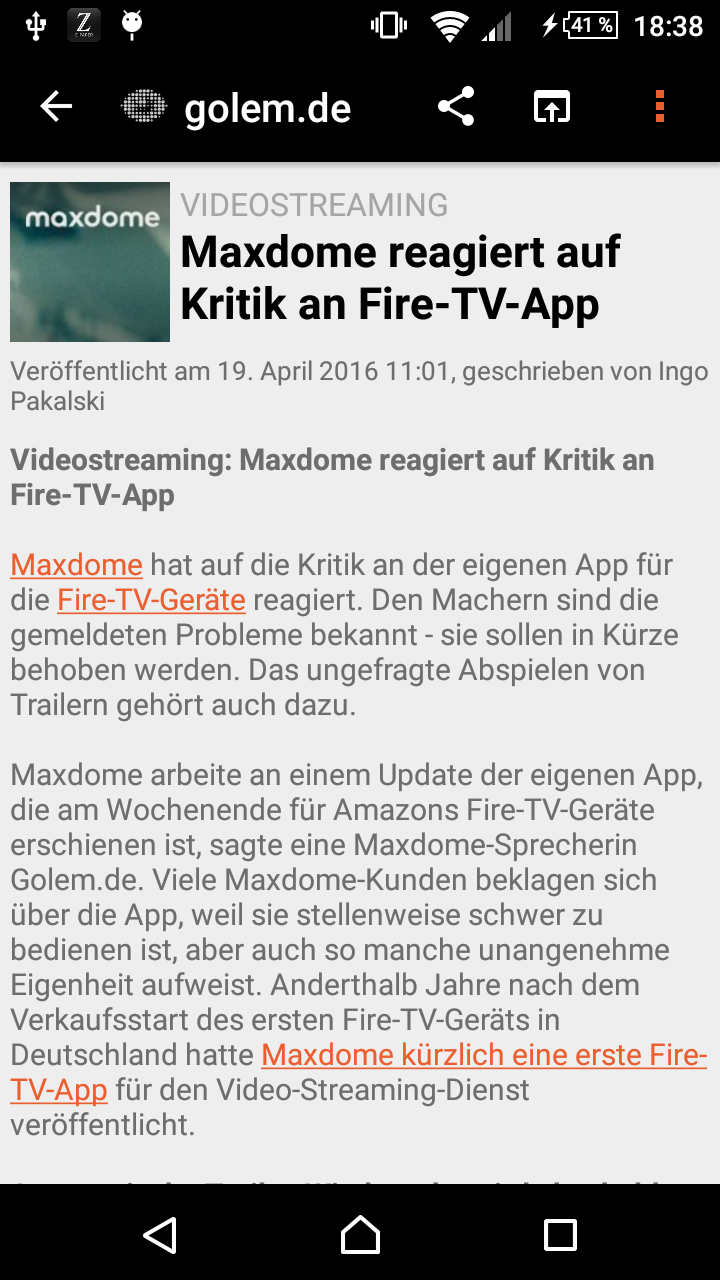 41 % 18:38
golem.de
maxdome
VIDEOSTREAMING
Maxdome reagiert auf
Kritik an Fire-TV-App
Veröffentlicht am 19. April 2016 11:01, geschrieben von Ingo
Pakalski
Videostreaming: Maxdome reagiert auf Kritik an
Fire-TV-App
Maxdome hat auf die Kritik an der eigenen App für
die Fire-TV-Geräte reagiert. Den Machern sind die
gemeldeten Probleme bekannt - sie sollen in Kürze
behoben werden. Das ungefragte Abspielen von
Trailern gehört auch dazu.
Maxdome arbeite an einem Update der eigenen App,
die am Wochenende für Amazons Fire-TV-Geräte
erschienen ist, sagte eine Maxdome-Sprecherin
Golem.de. Viele Maxdome-Kunden beklagen sich
über die App, weil sie stellenweise schwer zu
bedienen ist, aber auch so manche unangenehme
Eigenheit aufweist. Anderthalb Jahre nach dem
Verkaufsstart des ersten Fire-TV-Geräts in
Deutschland hatte Maxdome kürzlich eine erste Fire-
TV-App für den Video-Streaming-Dienst
veröffentlicht.